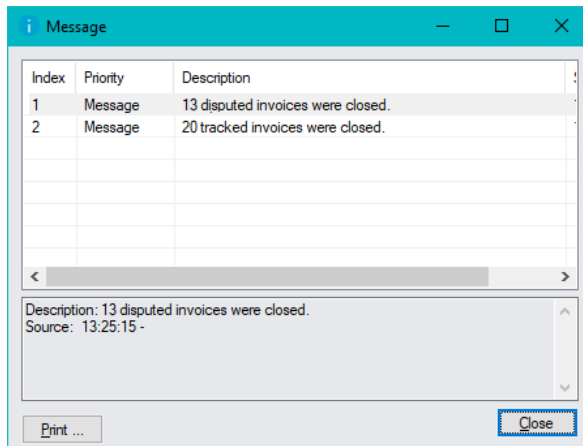 Message
Index Priority Description
1 Message 13 disputed invoices were closed.
2 Message 20 tracked invoices were closed.
Description: 13 disputed invoices were closed.
Source: 13:25:15 -
Print ...
Close